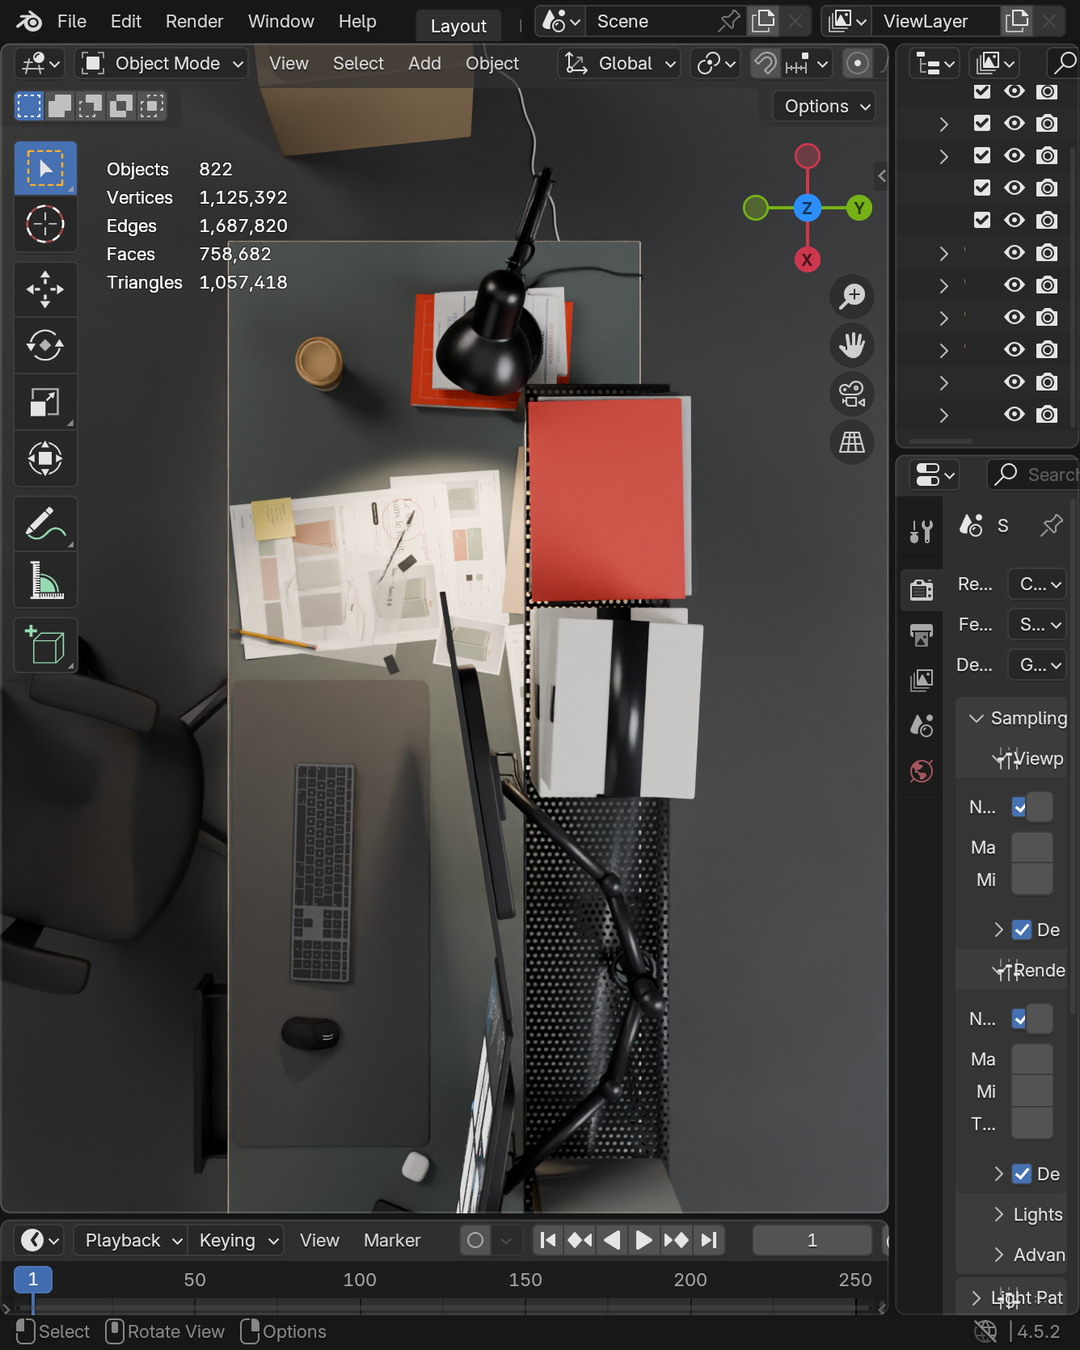 File Edit Render Window Help Layout Scene ViewLayer
Object Mode View Select Add Object Global
Options
Objects 822
Vertices 1,125,392
Edges 1,687,820
Faces 758,682
Triangles 1,057,418
Z Y
X
Search
S
Re... C...
Fe... S...
De... G...
Sampling
Viewp
N...
Ma
Mi
De
Rende
N...
Ma
Mi
T...
De
Lights
Advan
Light Pat
Playback Keying View Marker 1
1 50 100 150 200 250
Select Rotate View Options 4.5.2